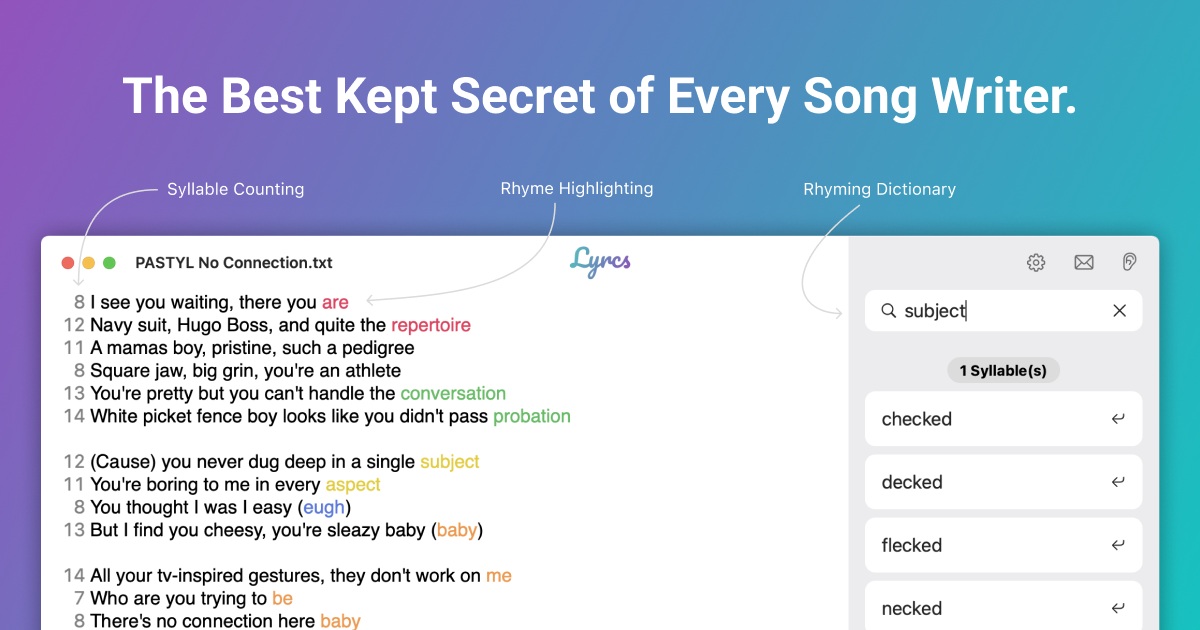 The Best Kept Secret of Every Song Writer.
Syllable Counting
Rhyme Highlighting
Rhyming Dictionary
PASTYL No Connection.txt
Lyrcs
8 I see you waiting, there you are
12 Navy suit, Hugo Boss, and quite the repertoire
11 A mamas boy, pristine, such a pedigree
8 Square jaw, big grin, you're an athlete
13 You're pretty but you can't handle the conversation
14 White picket fence boy looks like you didn't pass probation
12 (Cause) you never dug deep in a single subject
11 You're boring to me in every aspect
8 You thought I was I easy (eugh)
13 But I find you cheesy, you're sleazy baby (baby)
14 All your tv-inspired gestures, they don't work on me
7 Who are you trying to be
8 There's no connection here baby
subject
1 Syllable(s)
checked
decked
flecked
necked